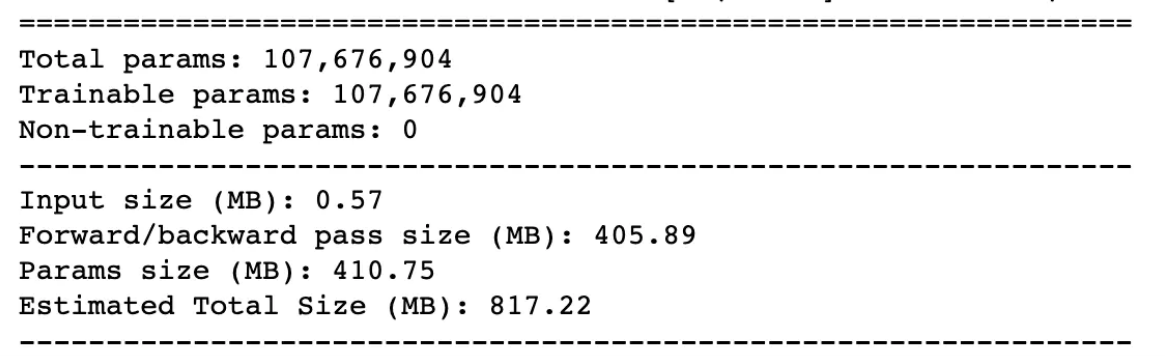 ================================================================
Total params: 107,676,904
Trainable params: 107,676,904
Non-trainable params: 0
----------------------------------------------------------------
Input size (MB): 0.57
Forward/backward pass size (MB): 405.89
Params size (MB): 410.75
Estimated Total Size (MB): 817.22
----------------------------------------------------------------